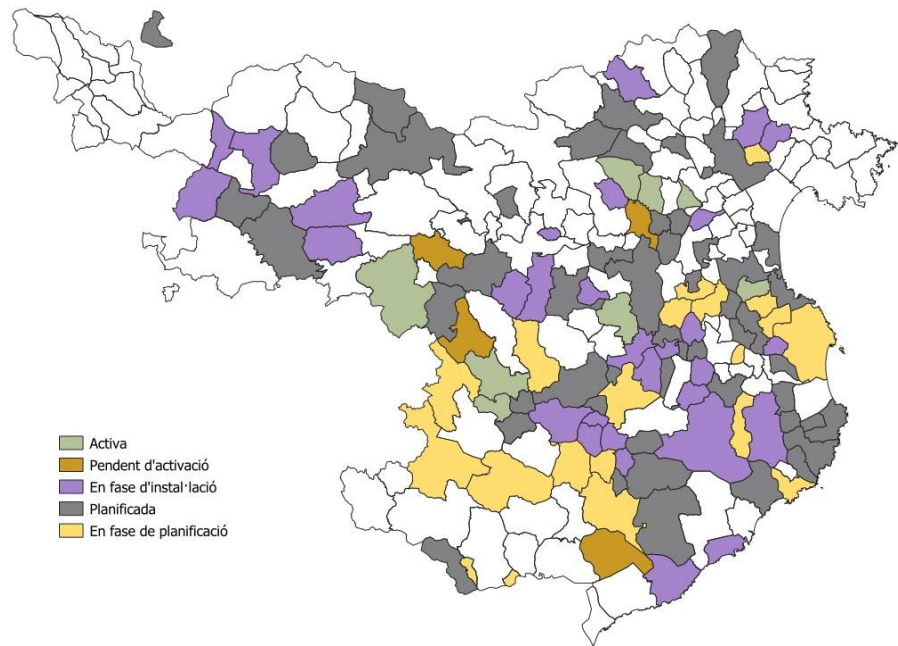 Activa
Pendent d'activació
En fase d'instal·lació
Planificada
En fase de planificació